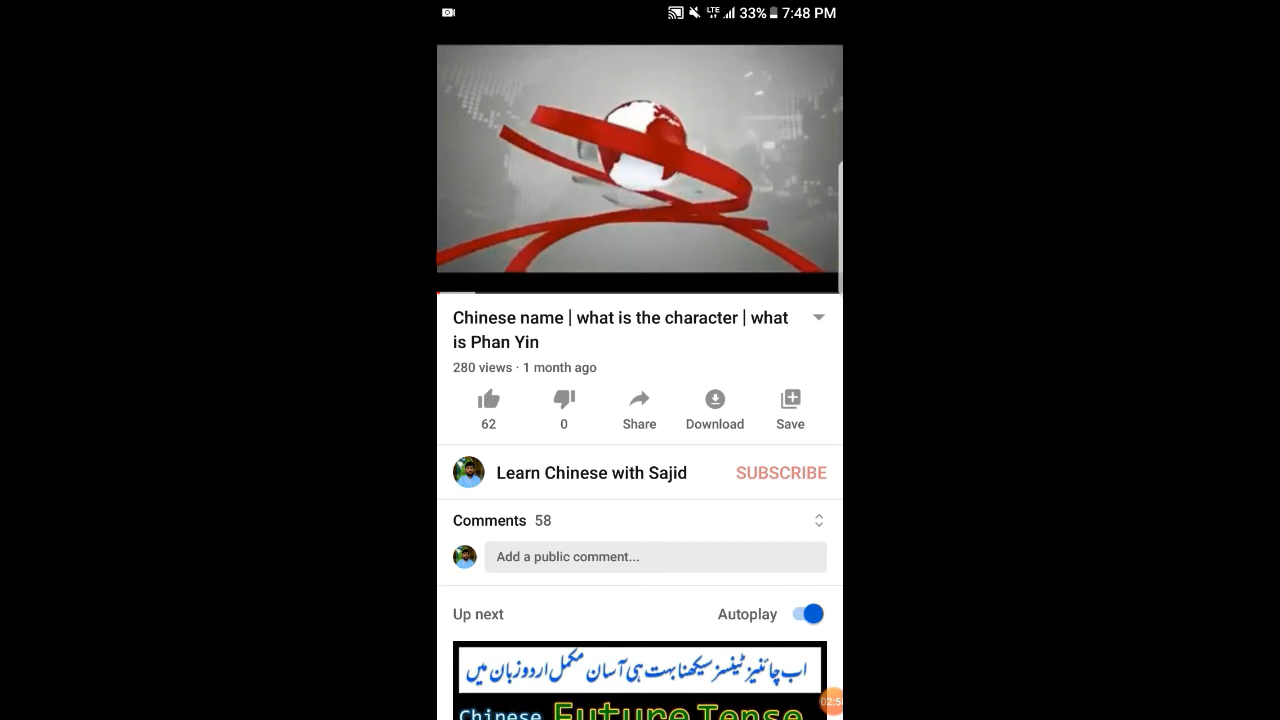 LTE 33% 7:48 PM
Chinese name | what is the character | what
is Phan Yin
280 views · 1 month ago
62 0 Share Download Save
Learn Chinese with Sajid SUBSCRIBE
Comments 58
Add a public comment...
Up next Autoplay
اب چائنیز ٹینسز سیکھنا بہت ہی آسان مکمل اردو زبان میں
Chinese Future Tense